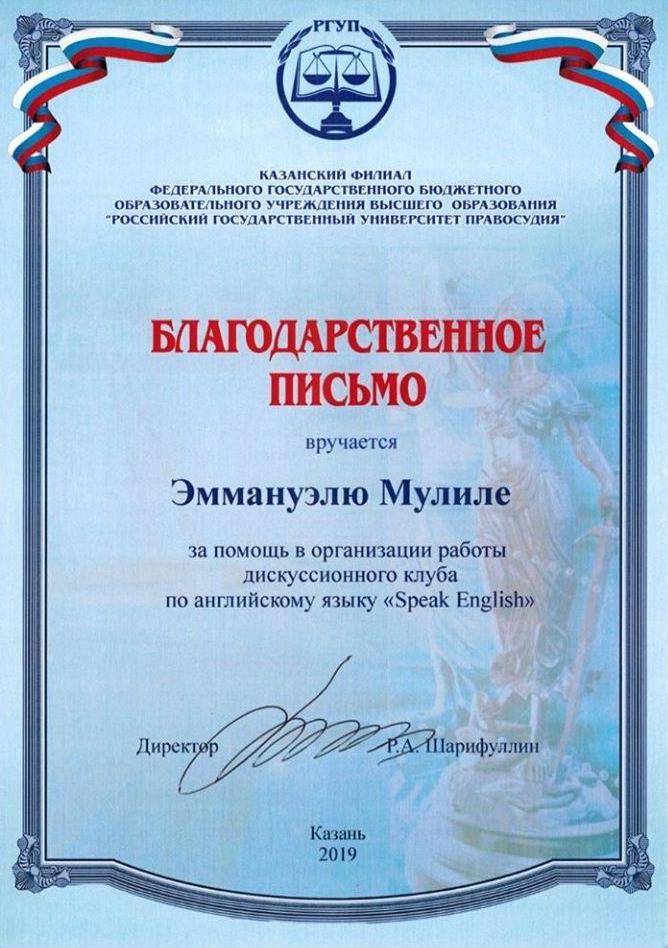 РГУП
КАЗАНСКИЙ ФИЛИАЛ
ФЕДЕРАЛЬНОГО ГОСУДАРСТВЕННОГО БЮДЖЕТНОГО
ОБРАЗОВАТЕЛЬНОГО УЧРЕЖДЕНИЯ ВЫСШЕГО ОБРАЗОВАНИЯ
"РОССИЙСКИЙ ГОСУДАРСТВЕННЫЙ УНИВЕРСИТЕТ ПРАВОСУДИЯ"
БЛАГОДАРСТВЕННОЕ
ПИСЬМО
вручается
Эммануэлю Мулиле
за помощь в организации работы
дискуссионного клуба
по английскому языку «Speak English»
Директор Р.А. Шарифуллин
Казань
2019